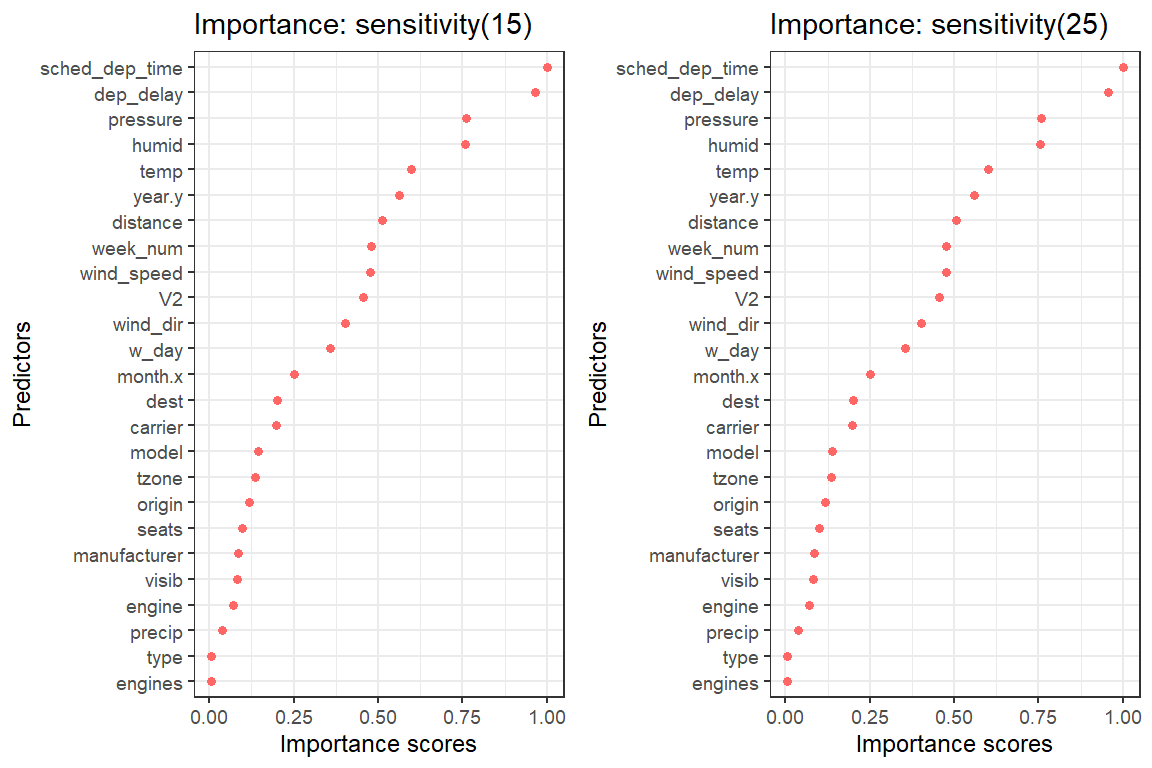 Importance: sensitivity(15)
sched_dep_time
dep_delay
pressure
humid
temp
year.y
distance
week_num
wind_speed
V2
wind_dir
w_day
month.x
dest
carrier
model
tzone
origin
seats
manufacturer
visib
engine
precip
type
engines
Predictors
0.00 0.25 0.50 0.75 1.00
Importance scores
Importance: sensitivity(25)
sched_dep_time
dep_delay
pressure
humid
temp
year.y
distance
week_num
wind_speed
V2
wind_dir
w_day
month.x
dest
carrier
model
tzone
origin
seats
manufacturer
visib
engine
precip
type
engines
Predictors
0.00 0.25 0.50 0.75 1.00
Importance scores